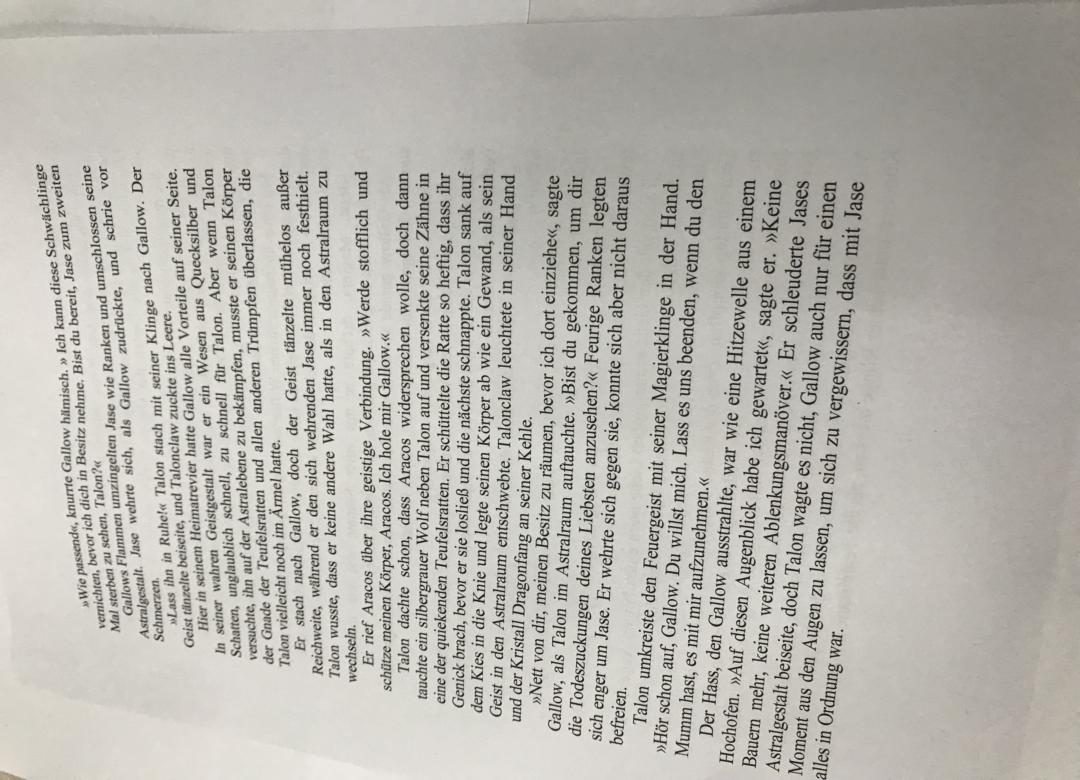 »Wie passend«, knurrte Gallow hämisch. » Ich kann diese Schwächlinge
vernichten, bevor ich dich in Besitz nehme. Bist du bereit, Jase zum zweiten
Mal sterben zu sehen, Talon?«
Gallows Flammen umzingelten Jase wie Ranken und umschlossen seine
Astralgestalt. Jase wehrte sich, als Gallow zudrückte, und schrie vor
Schmerzen.
»Lass ihn in Ruhe!« Talon stach mit seiner Klinge nach Gallow. Der
Geist tänzelte beiseite, und Talonclaw zuckte ins Leere.
Hier in seinem Heimatrevier hatte Gallow alle Vorteile auf seiner Seite.
In seiner wahren Geistgestalt war er ein Wesen aus Quecksilber und
Schatten, unglaublich schnell, zu schnell für Talon. Aber wenn Talon
versuchte, ihn auf der Astralebene zu bekämpfen, musste er seinen Körper
der Gnade der Teufelsratten und allen anderen Trümpfen überlassen, die
Talon vielleicht noch im Ärmel hatte.
Er stach nach Gallow, doch der Geist tänzelte mühelos außer
Reichweite, während er den sich wehrenden Jase immer noch festhielt.
Talon wusste, dass er keine andere Wahl hatte, als in den Astralraum zu
wechseln.
Er rief Aracos über ihre geistige Verbindung. »Werde stofflich und
schütze meinen Körper, Aracos. Ich hole mir Gallow.«
Talon dachte schon, dass Aracos widersprechen wolle, doch dann
tauchte ein silbergrauer Wolf neben Talon auf und versenkte seine Zähne in
eine der quiekenden Teufelsratten. Er schüttelte die Ratte so heftig, dass ihr
Genick brach, bevor er sie losließ und die nächste schnappte. Talon sank auf
dem Kies in die Knie und legte seinen Körper ab wie ein Gewand, als sein
Geist in den Astralraum entschwebte. Talonclaw leuchtete in seiner Hand
und der Kristall Dragonfang an seiner Kehle.
»Nett von dir, meinen Besitz zu räumen, bevor ich dort einziehe«, sagte
Gallow, als Talon im Astralraum auftauchte. »Bist du gekommen, um dir
die Todeszuckungen deines Liebsten anzusehen?« Feurige Ranken legten
sich enger um Jase. Er wehrte sich gegen sie, konnte sich aber nicht daraus
befreien.
Talon umkreiste den Feuergeist mit seiner Magierklinge in der Hand.
»Hör schon auf, Gallow. Du willst mich. Lass es uns beenden, wenn du den
Mumm hast, es mit mir aufzunehmen.«
Der Hass, den Gallow ausstrahlte, war wie eine Hitzewelle aus einem
Hochofen. »Auf diesen Augenblick habe ich gewartet«, sagte er. »Keine
Bauern mehr, keine weiteren Ablenkungsmanöver.« Er schleuderte Jases
Astralgestalt beiseite, doch Talon wagte es nicht, Gallow auch nur für einen
Moment aus den Augen zu lassen, um sich zu vergewissern, dass mit Jase
alles in Ordnung war.